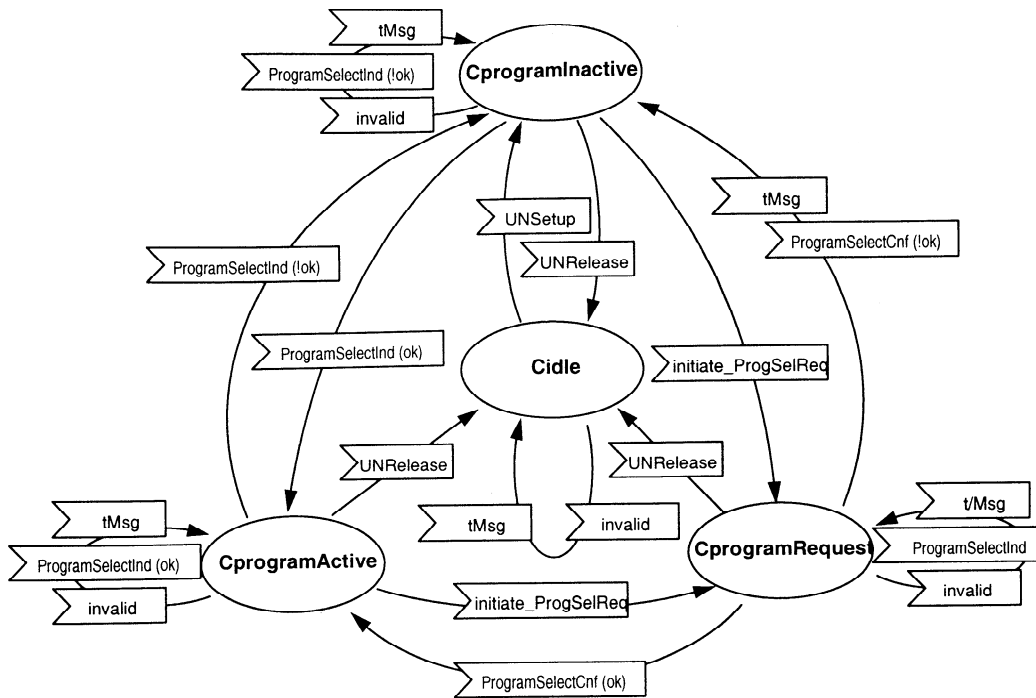 tMsg
ProgramSelectInd (!ok)
invalid
CprogramInactive
UNSetup
UNRelease
tMsg
ProgramSelectCnf (!ok)
ProgramSelectInd (!ok)
ProgramSelectInd (ok)
Cidle
initiate_ProgSelReq
UNRelease
UNRelease
tMsg
invalid
tMsg
ProgramSelectInd (ok)
invalid
CprogramActive
CprogramRequest
t/Msg
ProgramSelectInd
invalid
initiate_ProgSelReq
ProgramSelectCnf (ok)